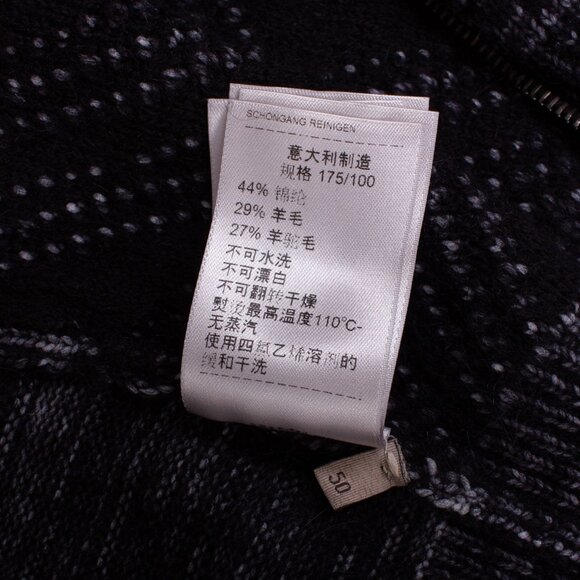 SCHONGANG REINIGEN
意大利制造
规格 175/100
44% 锦纶
29% 羊毛
27% 羊驼毛
不可水洗
不可漂白
不可翻转干燥
熨烫最高温度110℃-
无蒸汽
使用四氯乙烯溶剂的
缓和干洗
50